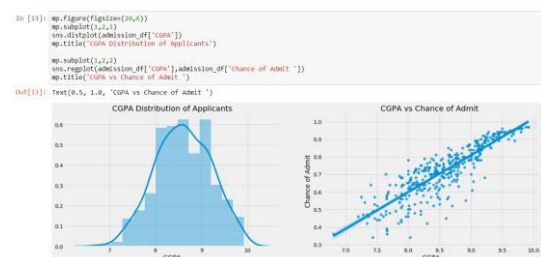 In [13]: mp.figure(figsize=(20,6))
mp.subplot(1,2,1)
sns.distplot(admission_df['CGPA'])
mp.title('CGPA Distribution of Applicants')
mp.subplot(1,2,2)
sns.regplot(admission_df['CGPA'],admission_df['Chance of Admit '])
mp.title('CGPA vs Chance of Admit ')
Out[13]: Text(0.5, 1.0, 'CGPA vs Chance of Admit ')
CGPA Distribution of Applicants
0.6
0.5
0.4
0.3
0.2
0.1
0.0
7 8 9 10
CGPA
CGPA vs Chance of Admit
Chance of Admit
1.0
0.9
0.8
0.7
0.6
0.5
0.4
0.3
7.0 7.5 8.0 8.5 9.0 9.5 10.0
CGPA